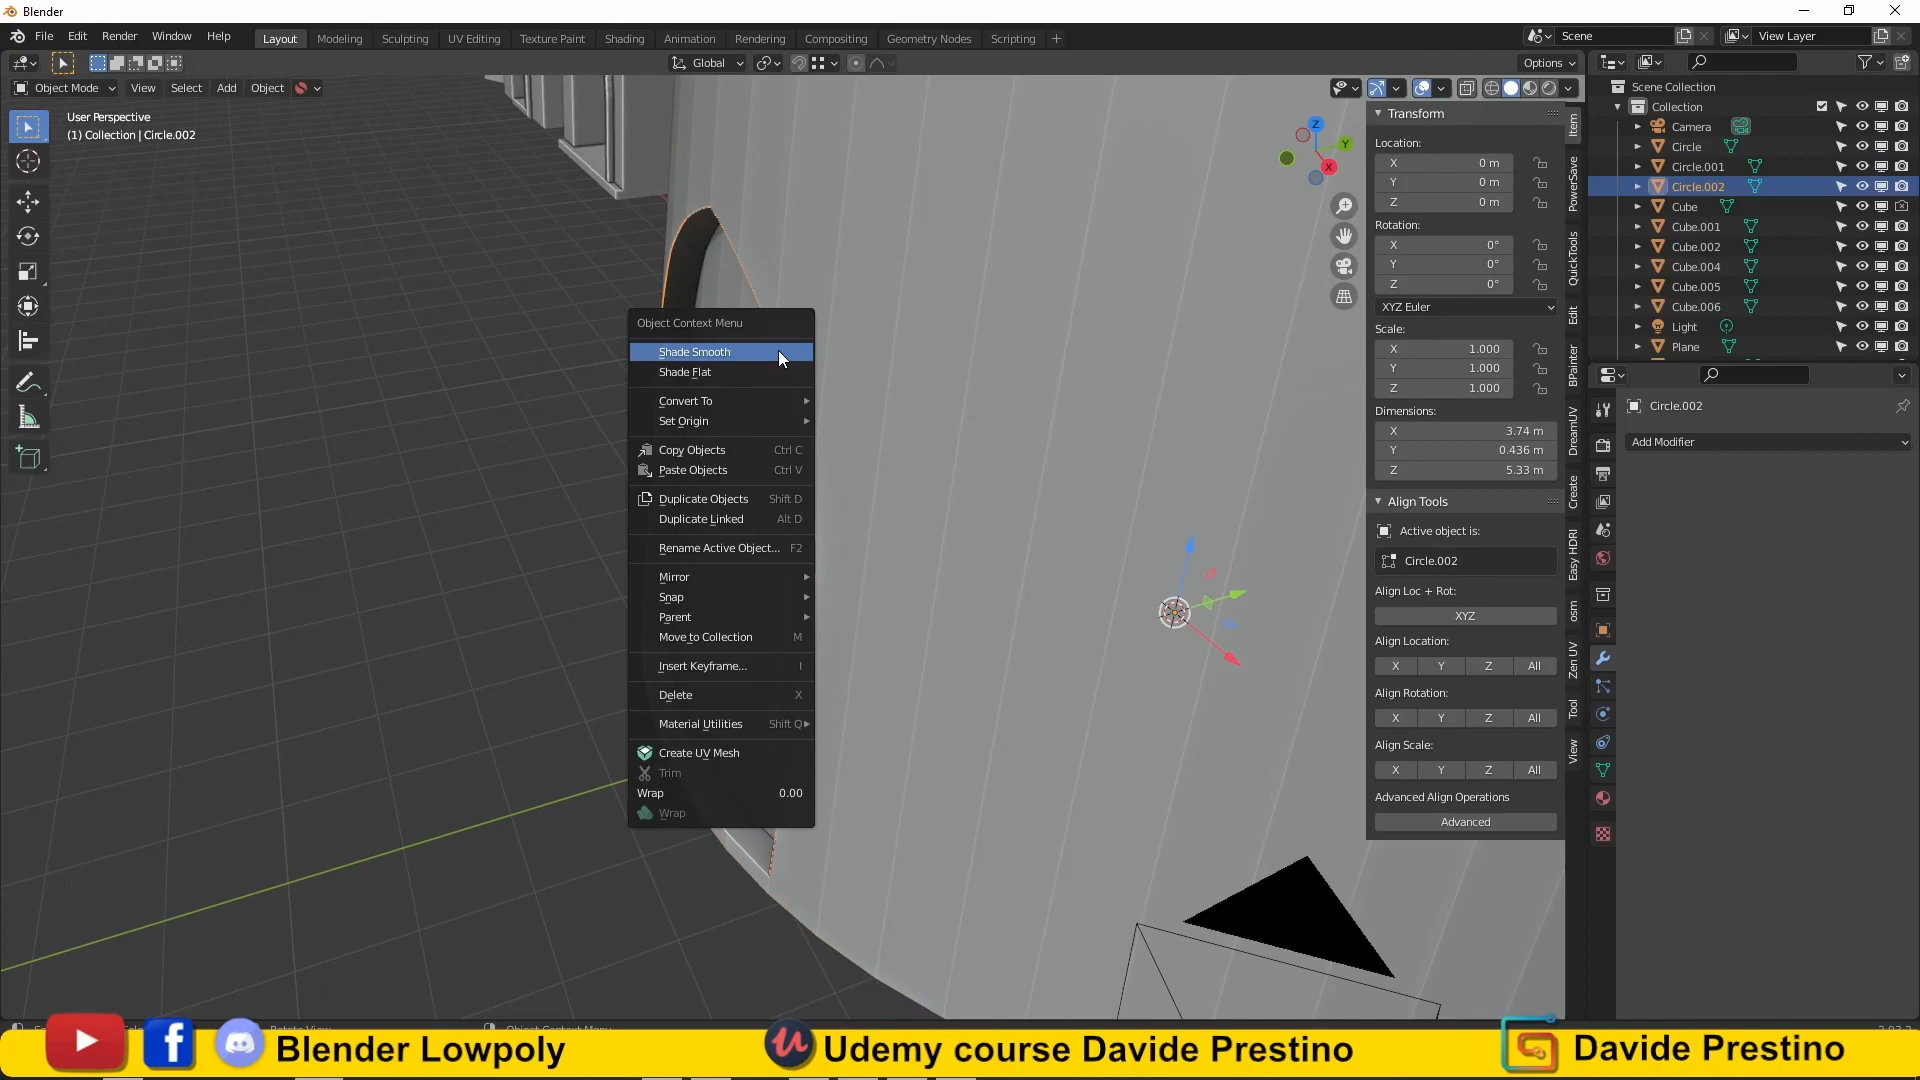 Blender
File Edit Render Window Help
Layout Modeling Sculpting UV Editing Texture Paint Shading Animation Rendering Compositing Geometry Nodes Scripting +
Scene
View Layer
Global
Options
Object Mode View Select Add Object
User Perspective
(1) Collection | Circle.002
Z
Y
X
Object Context Menu
Shade Smooth
Shade Flat
Convert To
Set Origin
Copy Objects Ctrl C
Paste Objects Ctrl V
Duplicate Objects Shift D
Duplicate Linked Alt D
Rename Active Object... F2
Mirror
Snap
Parent
Move to Collection M
Insert Keyframe... I
Delete X
Material Utilities Shift Q
Create UV Mesh
Trim
Wrap 0.00
Wrap
Transform
Location:
X 0 m
Y 0 m
Z 0 m
Rotation:
X 0°
Y 0°
Z 0°
XYZ Euler
Scale:
X 1.000
Y 1.000
Z 1.000
Dimensions:
X 3.74 m
Y 0.436 m
Z 5.33 m
Align Tools
Active object is:
Circle.002
Align Loc + Rot:
XYZ
Align Location:
X Y Z All
Align Rotation:
X Y Z All
Align Scale:
X Y Z All
Advanced Align Operations
Advanced
Item
PowerSave
QuickTools
Edit
BPainter
DreamUV
Create
Easy HDRI
osm
Zen UV
Tool
View
Scene Collection
Collection
Camera
Circle
Circle.001
Circle.002
Cube
Cube.001
Cube.002
Cube.004
Cube.005
Cube.006
Light
Plane
Circle.002
Add Modifier
Blender Lowpoly
Udemy course Davide Prestino
Davide Prestino